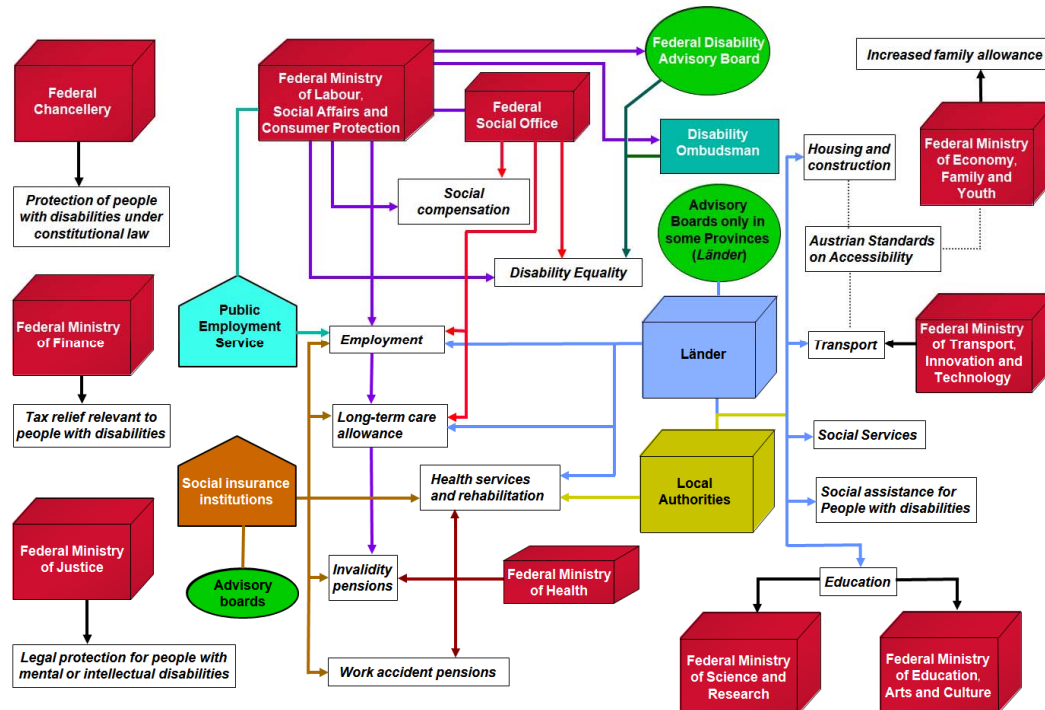 Federal
Chancellery
Protection of people
with disabilities under
constitutional law
Federal Ministry
of Finance
Tax relief relevant to
people with disabilities
Federal Ministry
of Justice
Legal protection for people with
mental or intellectual disabilities
Federal Ministry
of Labour,
Social Affairs and
Consumer Protection
Federal
Social Office
Federal Disability
Advisory Board
Disability
Ombudsman
Social
compensation
Disability Equality
Advisory
Boards only in
some Provinces
(Länder)
Public
Employment
Service
Employment
Long-term care
allowance
Social insurance
institutions
Health services
and rehabilitation
Advisory
boards
Invalidity
pensions
Federal Ministry
of Health
Work accident pensions
Länder
Local
Authorities
Increased family allowance
Housing and
construction
Federal Ministry
of Economy,
Family and
Youth
Austrian Standards
on Accessibility
Transport
Federal Ministry
of Transport,
Innovation and
Technology
Social Services
Social assistance for
People with disabilities
Education
Federal Ministry
of Science and
Research
Federal Ministry
of Education,
Arts and Culture